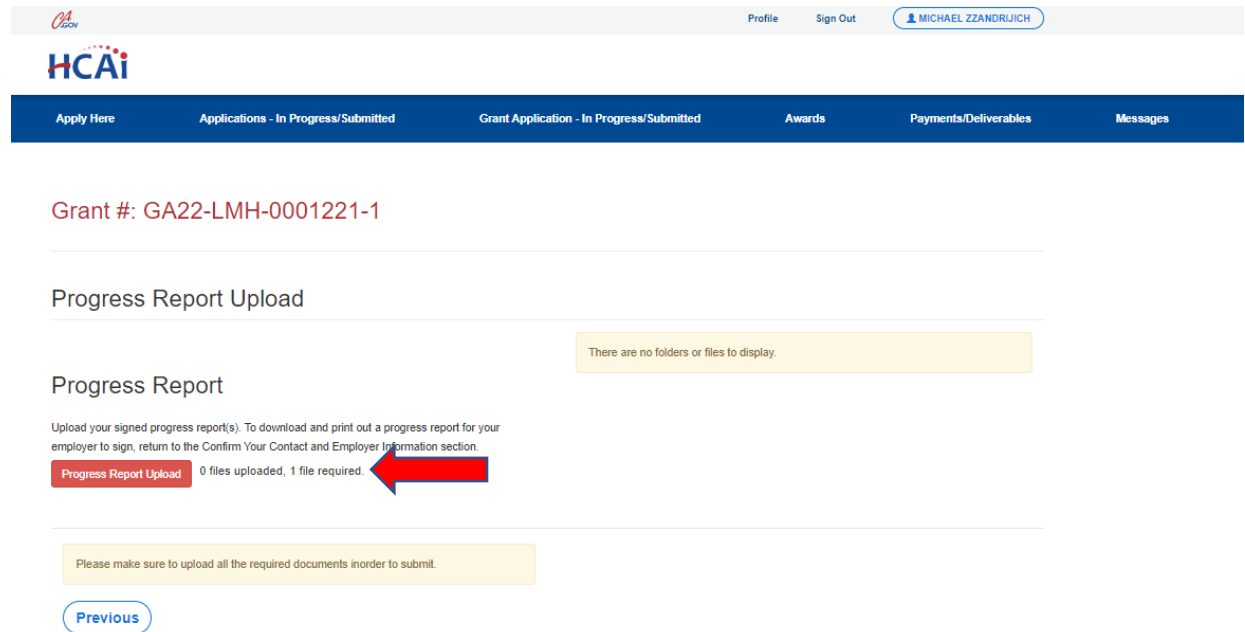 CA.GOV
Profile Sign Out MICHAEL ZZANDRIJICH
HCAi
Apply Here Applications - In Progress/Submitted Grant Application - In Progress/Submitted Awards Payments/Deliverables Messages
Grant #: GA22-LMH-0001221-1
Progress Report Upload
There are no folders or files to display.
Progress Report
Upload your signed progress report(s). To download and print out a progress report for your
employer to sign, return to the Confirm Your Contact and Employer Information section.
Progress Report Upload 0 files uploaded, 1 file required.
Please make sure to upload all the required documents inorder to submit.
Previous